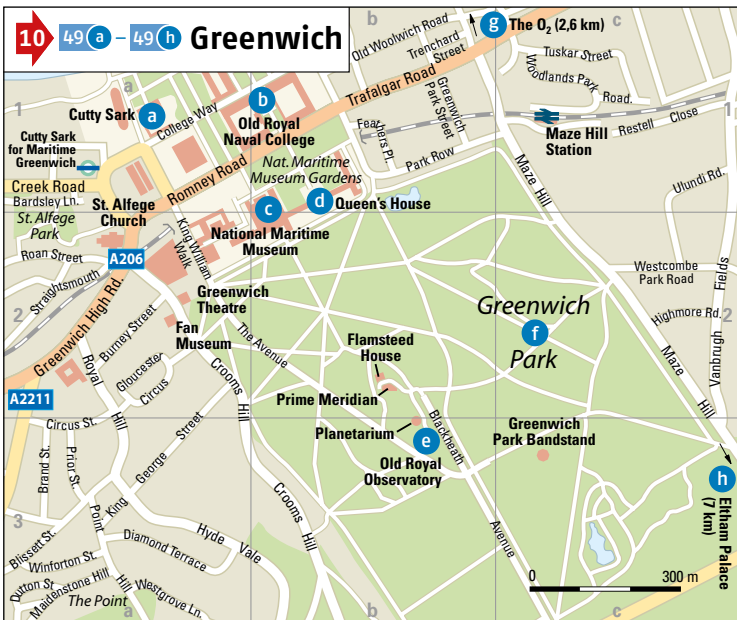 10 49 a – 49 h Greenwich
b
c
g The O₂ (2,6 km)
Old Woolwich Road
Trenchard
Street
Tuskar Street
Woodlands Park
Road.
a
1
Cutty Sark
a
College Way
b
Old Royal
Naval College
Trafalgar Road
Greenwich
Park Street
Feathers Pl.
Maze Hill
Station
Restell Close
1
Cutty Sark
for Maritime
Greenwich
Creek Road
Bardsley Ln.
Romney Road
Nat. Maritime
Museum Gardens
Park Row
Maze Hill
Ulundi Rd.
St. Alfege
Park
St. Alfege
Church
c
d
Queen's House
National Maritime
Museum
King William
Walk
Roan Street
A206
Straightsmouth
Westcombe
Park Road
Greenwich
Theatre
Greenwich
Park
f
2
Greenwich High Rd.
Burney Street
Fan
Museum
The Avenue
Flamsteed
House
Highmore Rd.
2
Vanbrugh Fields
Maze Hill
Royal Hill
Gloucester
Circus
Crooms Hill
Prime Meridian
A2211
Circus St.
Planetarium
e
Old Royal
Observatory
Blackheath
Avenue
Greenwich
Park Bandstand
Brand St.
Prior St.
King George Street
h
Eltham Palace
(7 km)
3
Point Hill
Crooms Hill
Hyde Vale
Blissett St.
Diamond Terrace
Winforton St.
Dutton St.
Maidenstone Hill
Westgrove Ln.
The Point
0 300 m
a
b
c